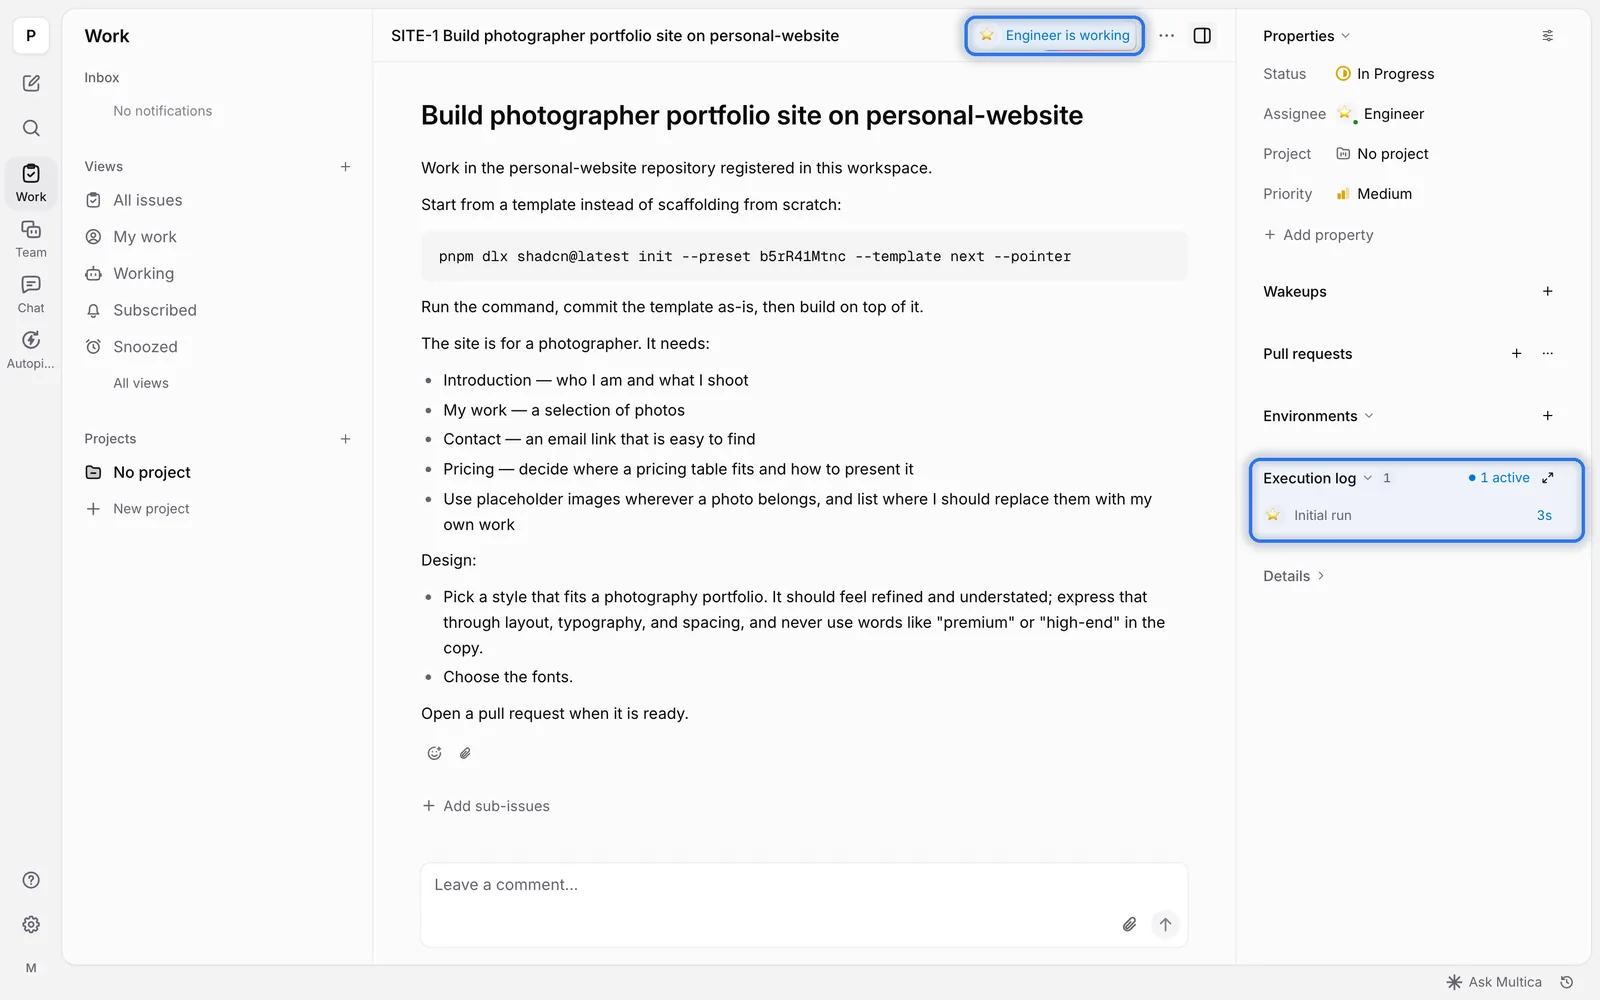 P
Work
Team
Chat
Autopi...
M
Work
Inbox
No notifications
Views
All issues
My work
Working
Subscribed
Snoozed
All views
Projects
No project
New project
SITE-1 Build photographer portfolio site on personal-website
Engineer is working
Build photographer portfolio site on personal-website
Work in the personal-website repository registered in this workspace.
Start from a template instead of scaffolding from scratch:
pnpm dlx shadcn@latest init --preset b5rR41Mtnc --template next --pointer
Run the command, commit the template as-is, then build on top of it.
The site is for a photographer. It needs:
Introduction — who I am and what I shoot
My work — a selection of photos
Contact — an email link that is easy to find
Pricing — decide where a pricing table fits and how to present it
Use placeholder images wherever a photo belongs, and list where I should replace them with my
own work
Design:
Pick a style that fits a photography portfolio. It should feel refined and understated; express that
through layout, typography, and spacing, and never use words like "premium" or "high-end" in the
copy.
Choose the fonts.
Open a pull request when it is ready.
Add sub-issues
Leave a comment...
Properties
Status In Progress
Assignee Engineer
Project No project
Priority Medium
Add property
Wakeups
Pull requests
Environments
Execution log 1 1 active
Initial run 3s
Details
Ask Multica